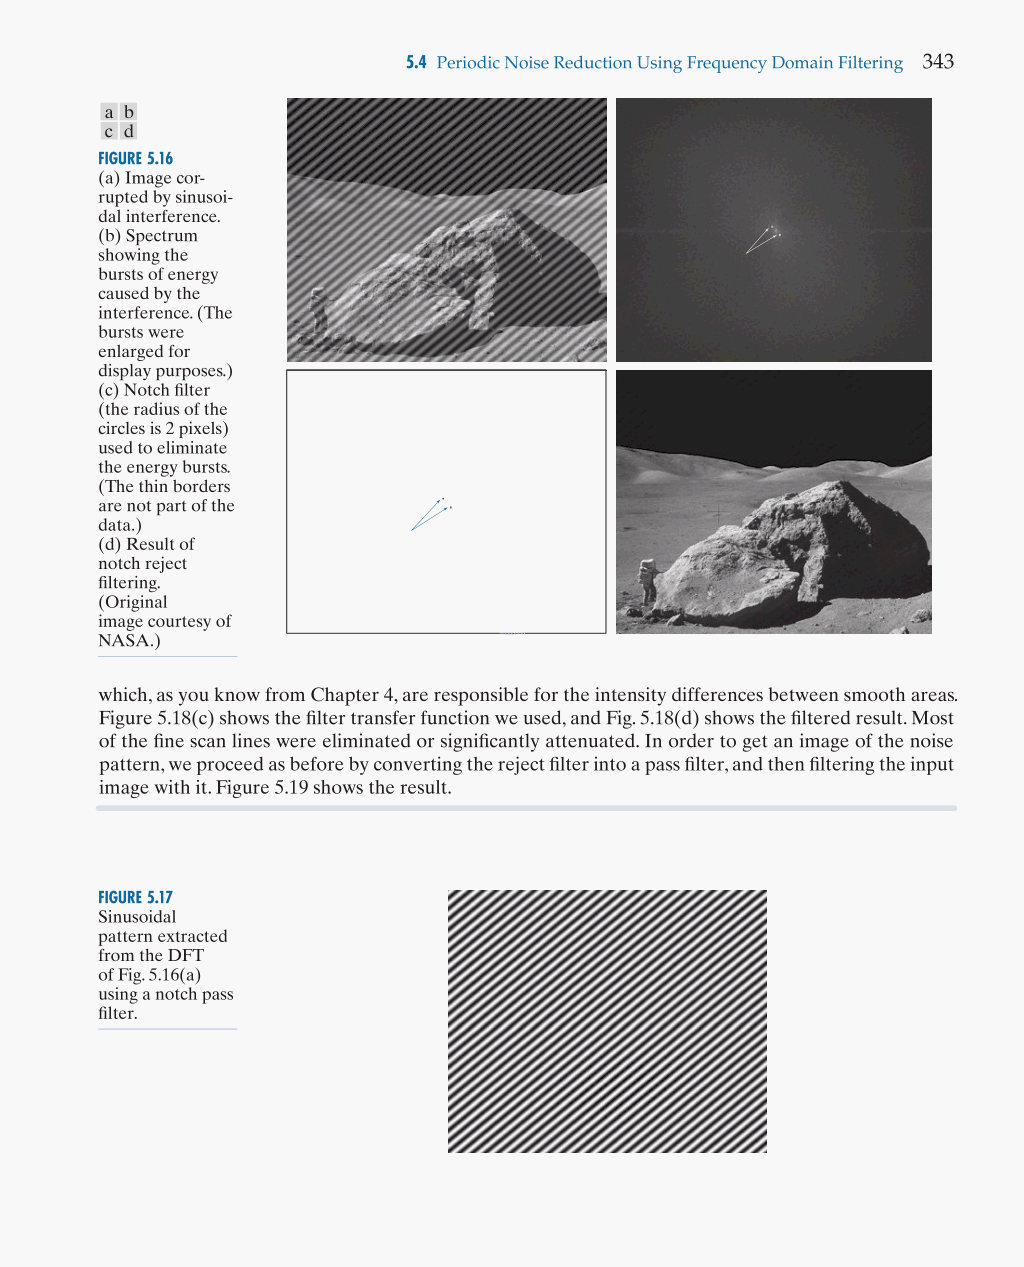 5.4 Periodic Noise Reduction Using Frequency Domain Filtering 343
a b
c d
FIGURE 5.16
(a) Image cor-
rupted by sinusoi-
dal interference.
(b) Spectrum
showing the
bursts of energy
caused by the
interference. (The
bursts were
enlarged for
display purposes.)
(c) Notch filter
(the radius of the
circles is 2 pixels)
used to eliminate
the energy bursts.
(The thin borders
are not part of the
data.)
(d) Result of
notch reject
filtering.
(Original
image courtesy of
NASA.)
which, as you know from Chapter 4, are responsible for the intensity differences between smooth areas.
Figure 5.18(c) shows the filter transfer function we used, and Fig. 5.18(d) shows the filtered result. Most
of the fine scan lines were eliminated or significantly attenuated. In order to get an image of the noise
pattern, we proceed as before by converting the reject filter into a pass filter, and then filtering the input
image with it. Figure 5.19 shows the result.
FIGURE 5.17
Sinusoidal
pattern extracted
from the DFT
of Fig. 5.16(a)
using a notch pass
filter.